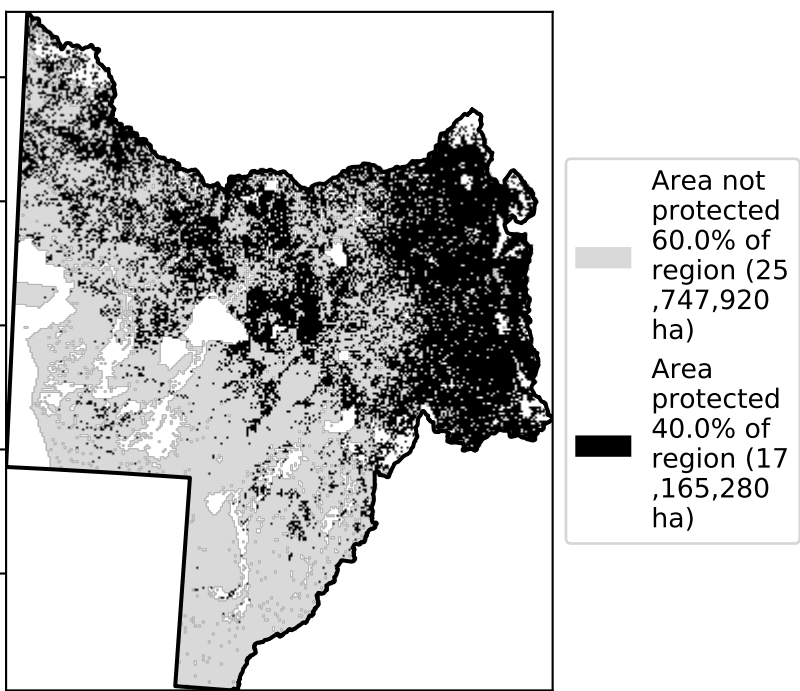 Area not
protected
60.0% of
region (25
,747,920
ha)
Area
protected
40.0% of
region (17
,165,280
ha)